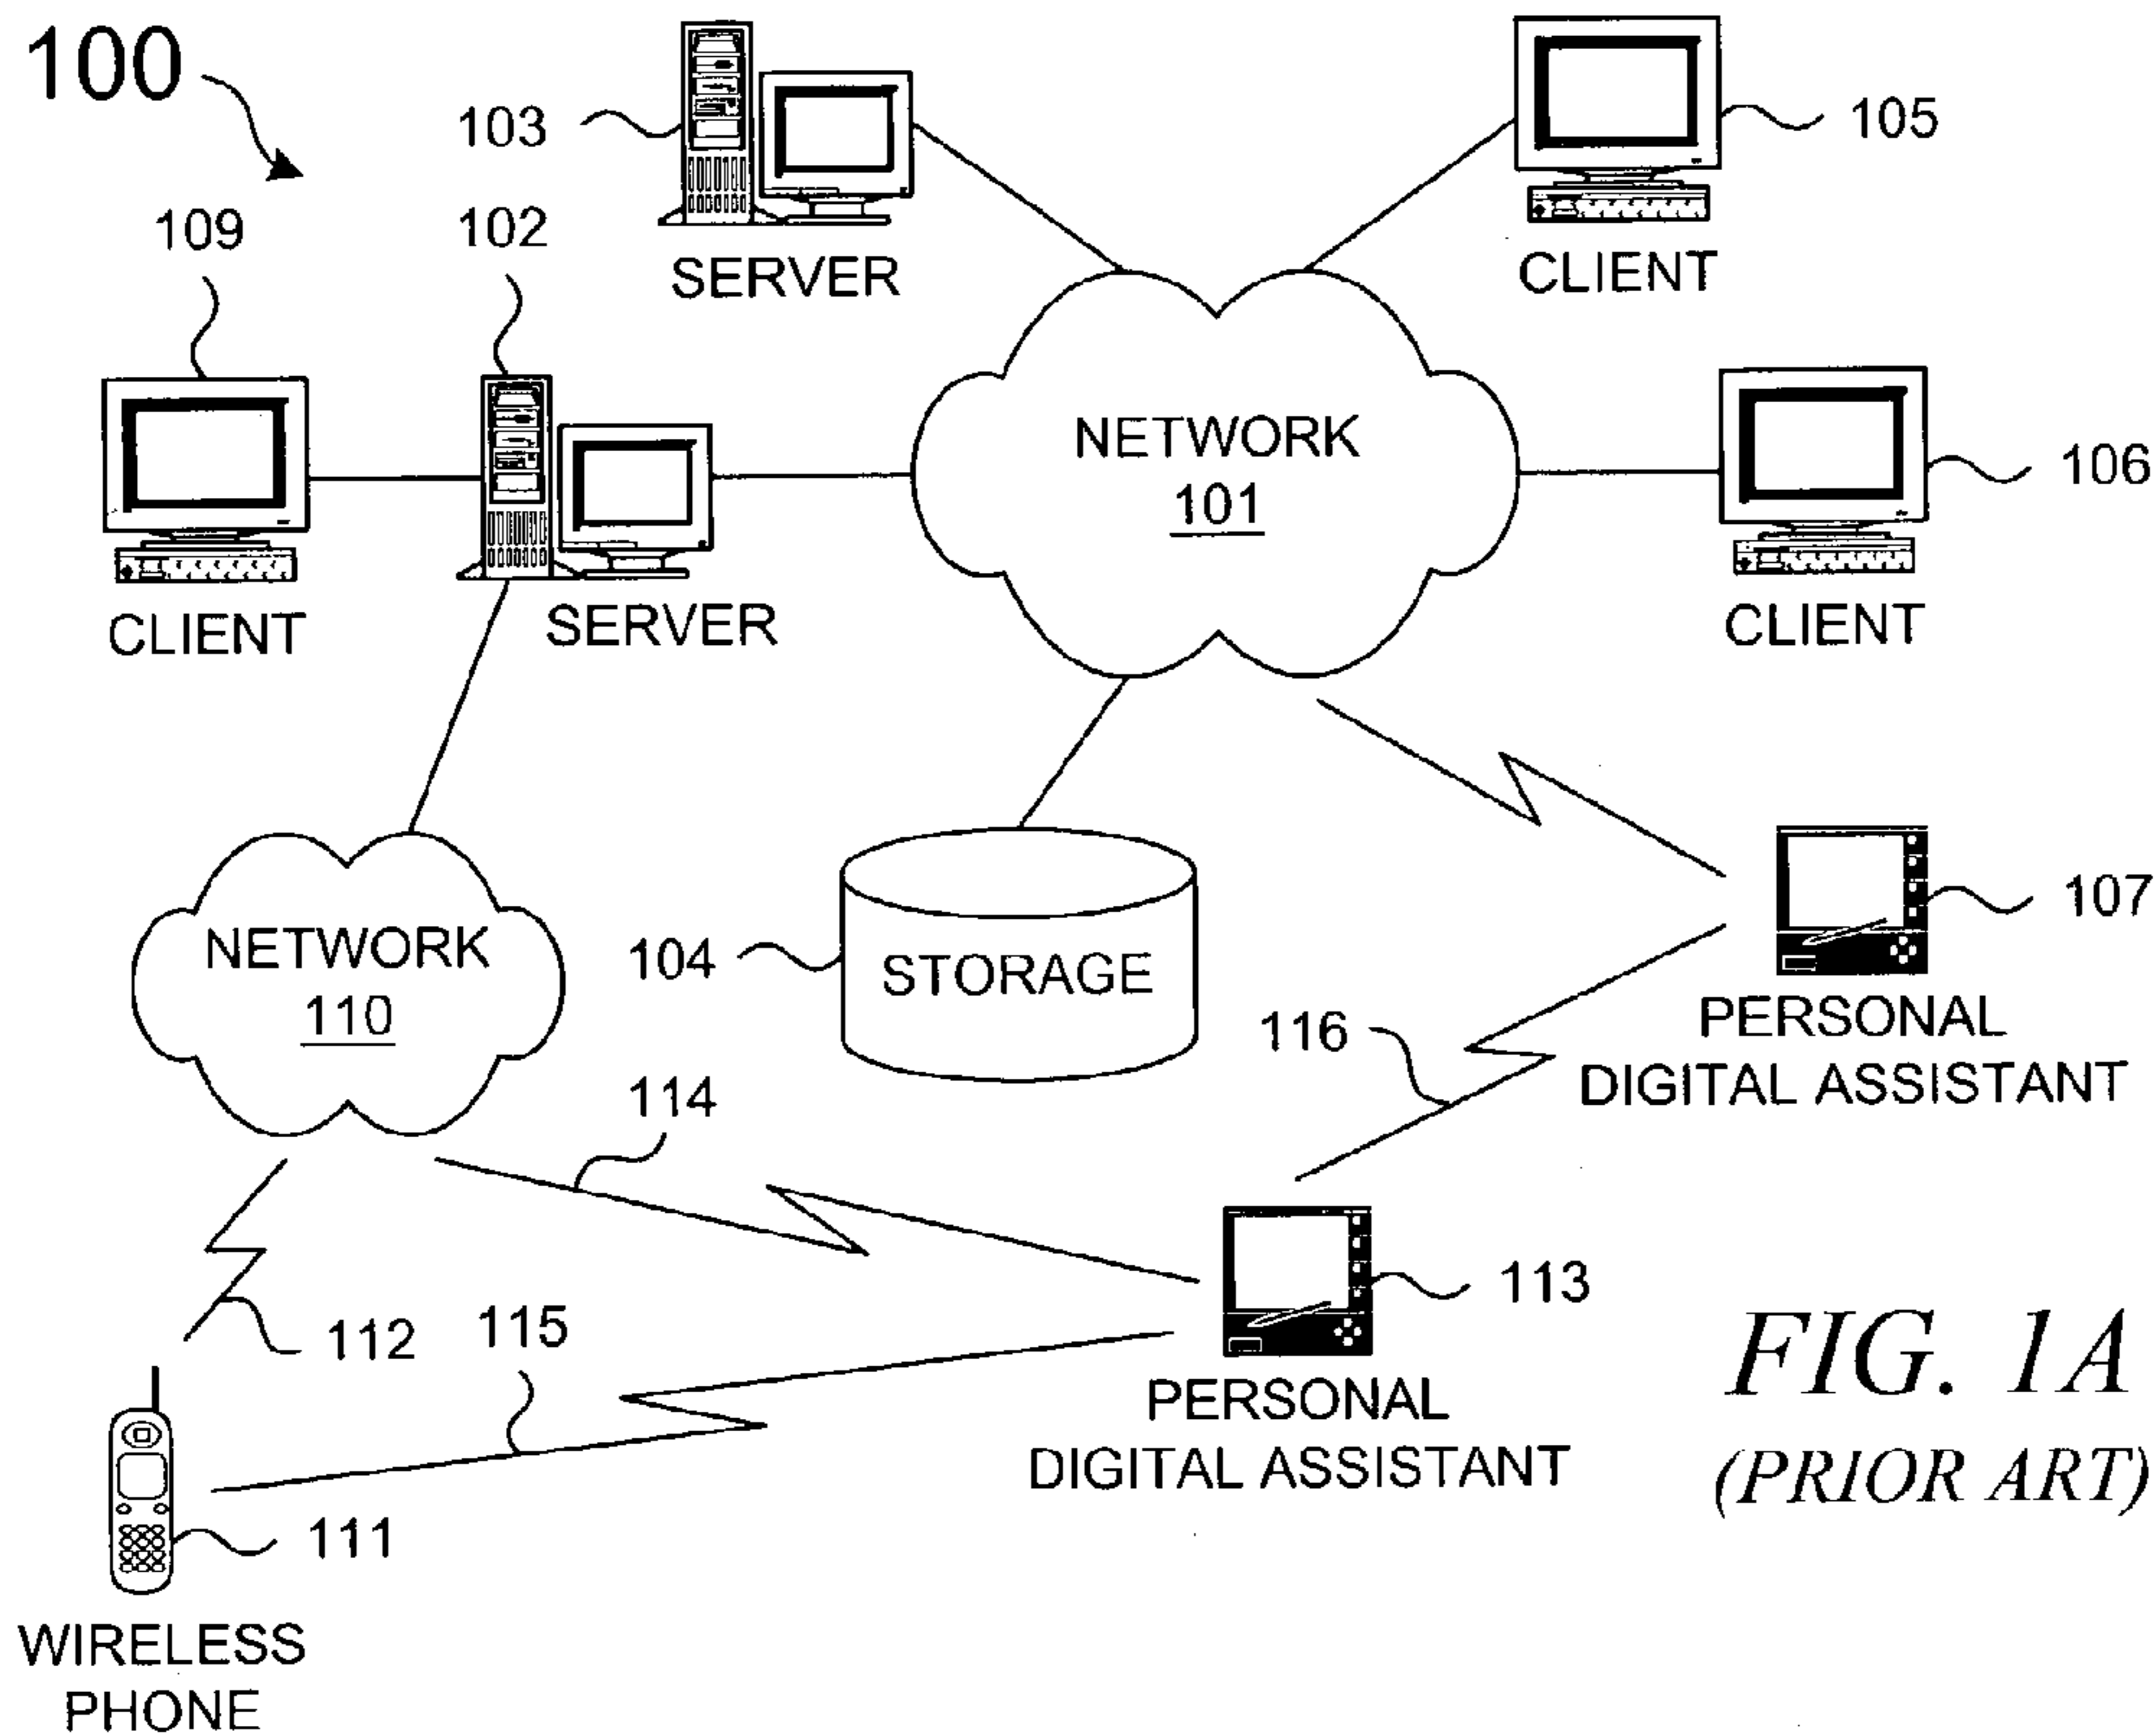 100
103
105
109
102
SERVER
CLIENT
NETWORK
101
106
CLIENT
SERVER
CLIENT
NETWORK
110
104
STORAGE
107
PERSONAL
DIGITAL ASSISTANT
116
114
113
112
115
PERSONAL
DIGITAL ASSISTANT
111
WIRELESS
PHONE
FIG. 1A
(PRIOR ART)